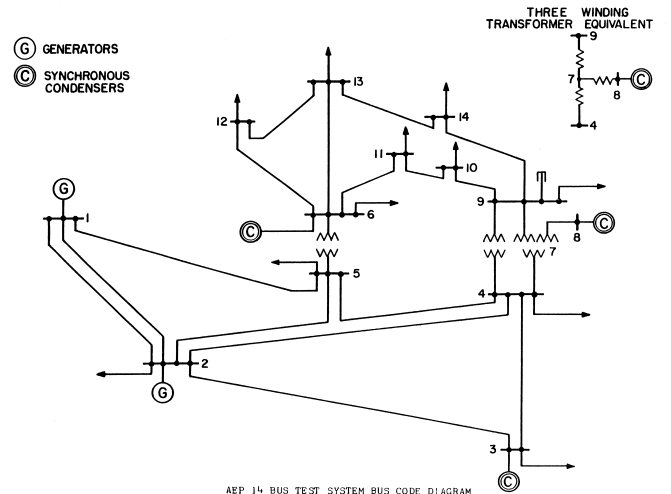 THREE WINDING
TRANSFORMER EQUIVALENT
9
7
C
8
4
G GENERATORS
C SYNCHRONOUS
CONDENSERS
13
14
12
11
10
9
6
C
C
8
7
G
1
5
4
2
G
3
C
AEP 14 BUS TEST SYSTEM BUS CODE DIAGRAM